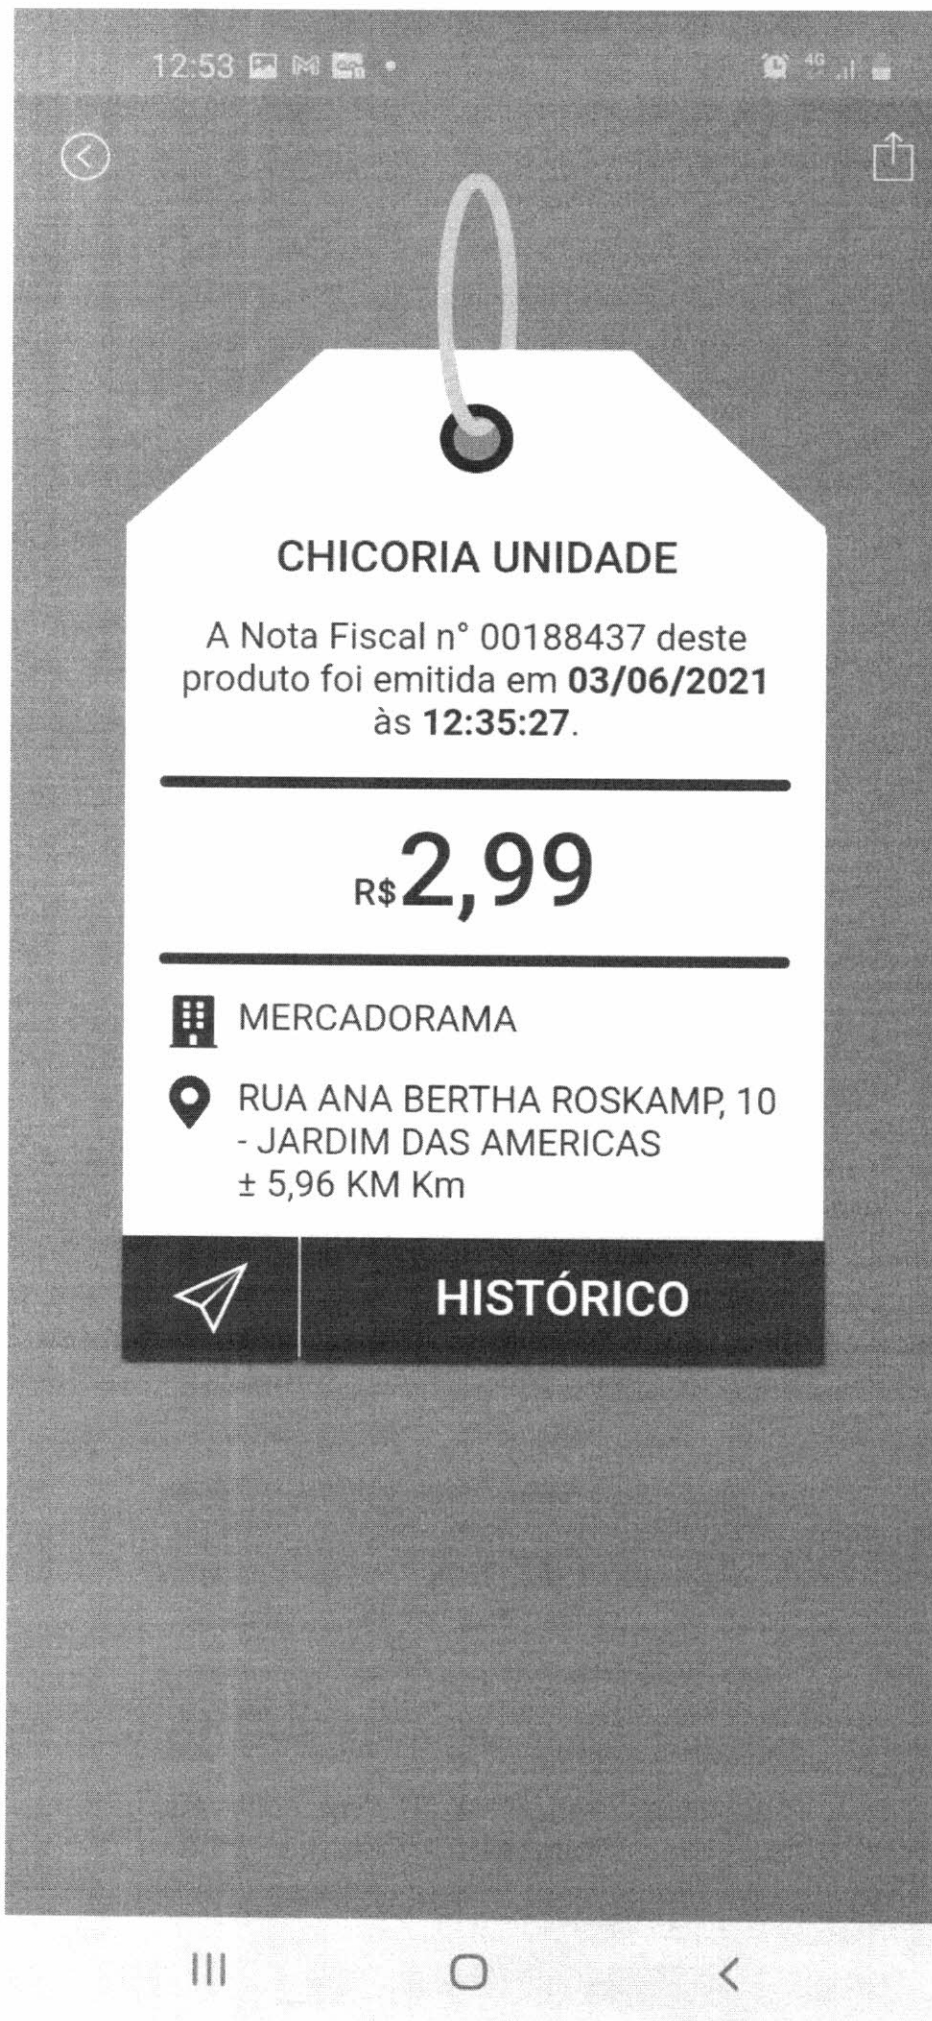 12:53
4G
CHICORIA UNIDADE
A Nota Fiscal n° 00188437 deste
produto foi emitida em 03/06/2021
às 12:35:27.
R$2,99
MERCADORAMA
RUA ANA BERTHA ROSKAMP, 10
- JARDIM DAS AMERICAS
± 5,96 KM Km
HISTÓRICO